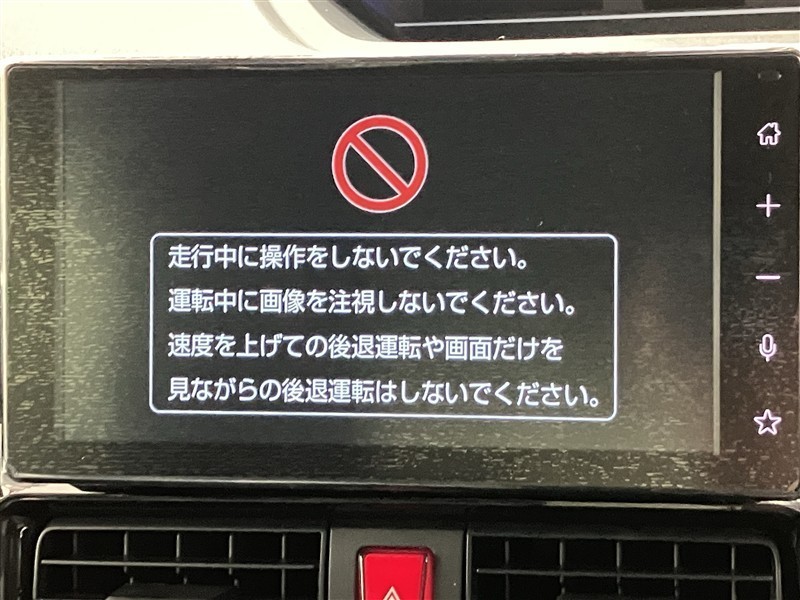 走行中に操作をしないでください。
運転中に画像を注視しないでください。
速度を上げての後退運転や画面だけを
見ながらの後退運転はしないでください。